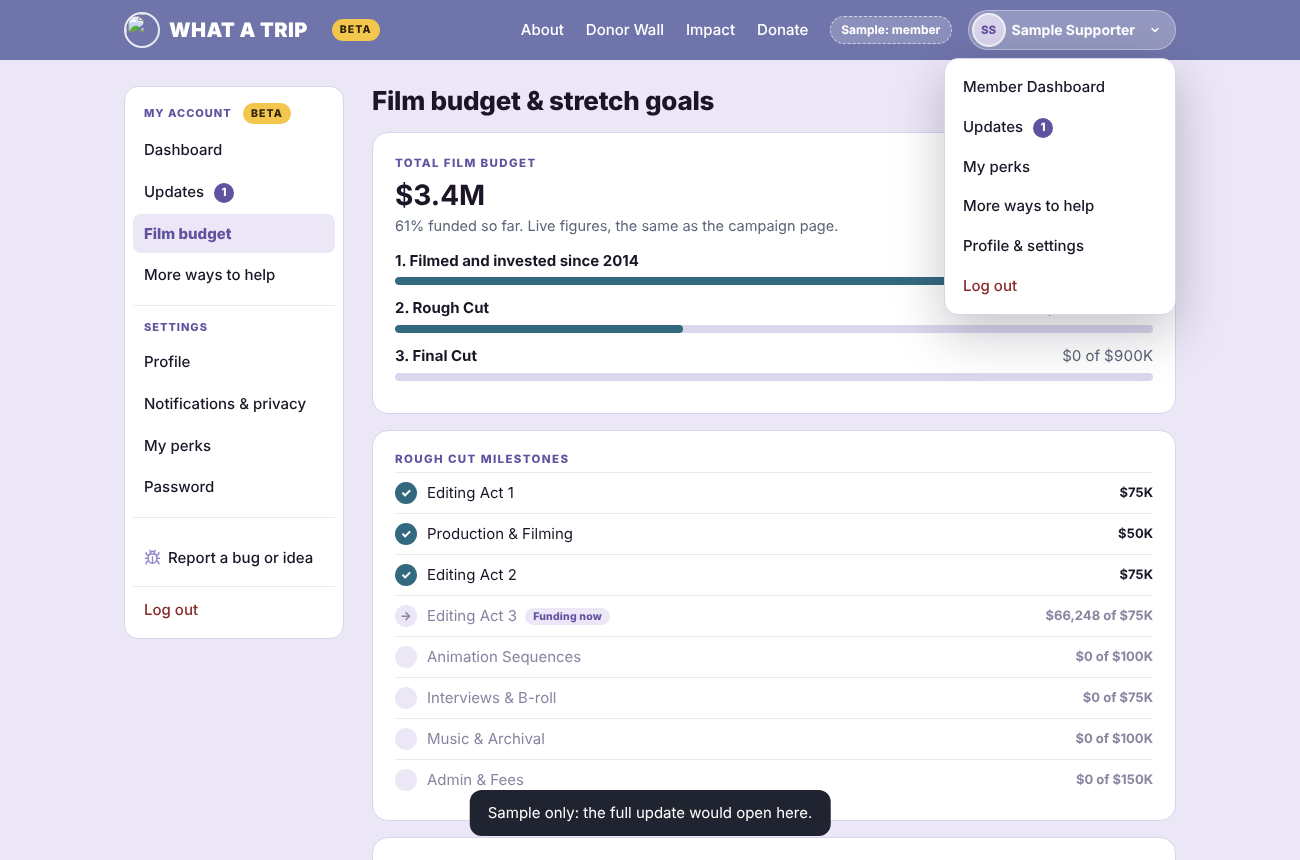 WHAT A TRIP
BETA
About
Donor Wall
Impact
Donate
Sample: member
SS
Sample Supporter
Member Dashboard
Updates 1
My perks
More ways to help
Profile & settings
Log out
MY ACCOUNT BETA
Dashboard
Updates 1
Film budget
More ways to help
SETTINGS
Profile
Notifications & privacy
My perks
Password
Report a bug or idea
Log out
Film budget & stretch goals
TOTAL FILM BUDGET
$3.4M
61% funded so far. Live figures, the same as the campaign page.
1. Filmed and invested since 2014
2. Rough Cut
3. Final Cut $0 of $900K
ROUGH CUT MILESTONES
Editing Act 1 $75K
Production & Filming $50K
Editing Act 2 $75K
Editing Act 3 Funding now $66,248 of $75K
Animation Sequences $0 of $100K
Interviews & B-roll $0 of $75K
Music & Archival $0 of $100K
Admin & Fees $0 of $150K
Sample only: the full update would open here.